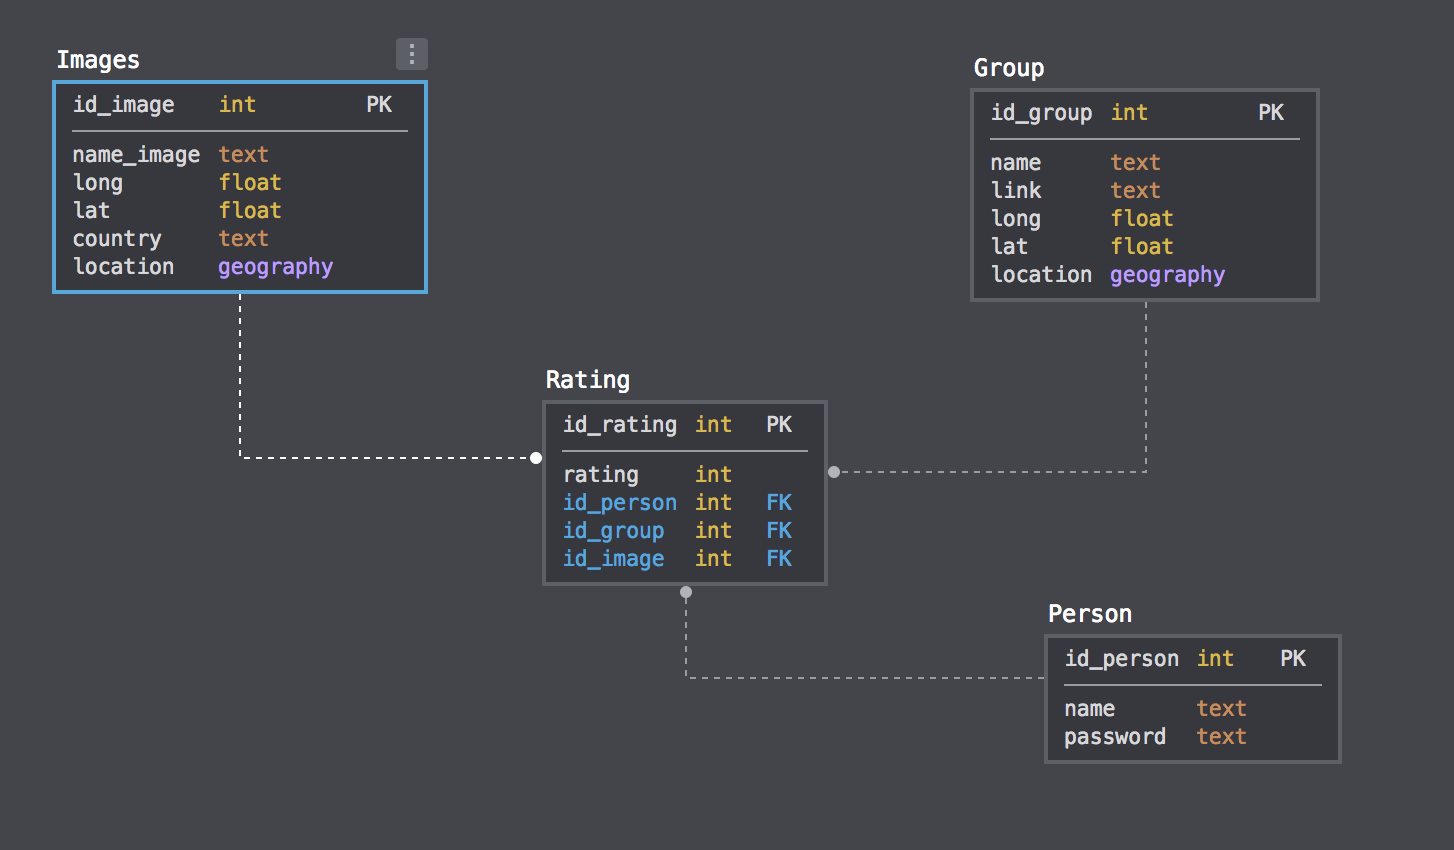 Images
id_image int PK
name_image text
long float
lat float
country text
location geography
Group
id_group int PK
name text
link text
long float
lat float
location geography
Rating
id_rating int PK
rating int
id_person int FK
id_group int FK
id_image int FK
Person
id_person int PK
name text
password text